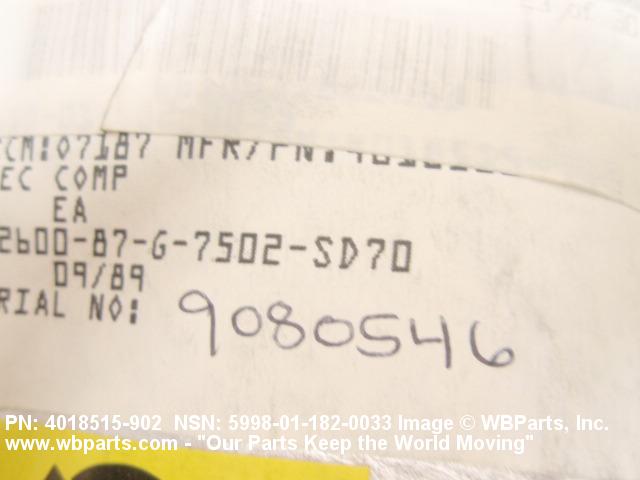 CM:07187 MFR/PN:
EC COMP
EA
2600-87-G-7502-SD70
09/89
RIAL NO: 9080546
PN: 4018515-902 NSN: 5998-01-182-0033 Image © WBParts, Inc.
www.wbparts.com - "Our Parts Keep the World Moving"